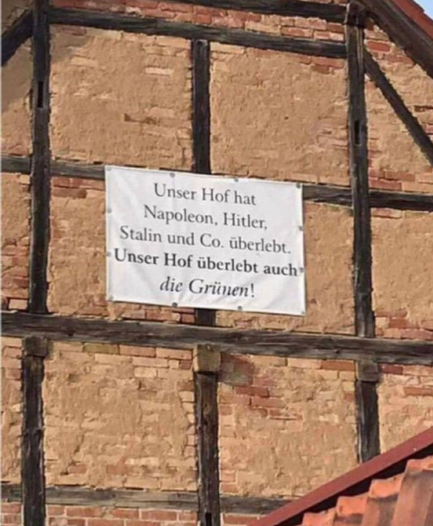 Unser Hof hat
Napoleon, Hitler,
Stalin und Co. überlebt.
Unser Hof überlebt auch
die Grünen!